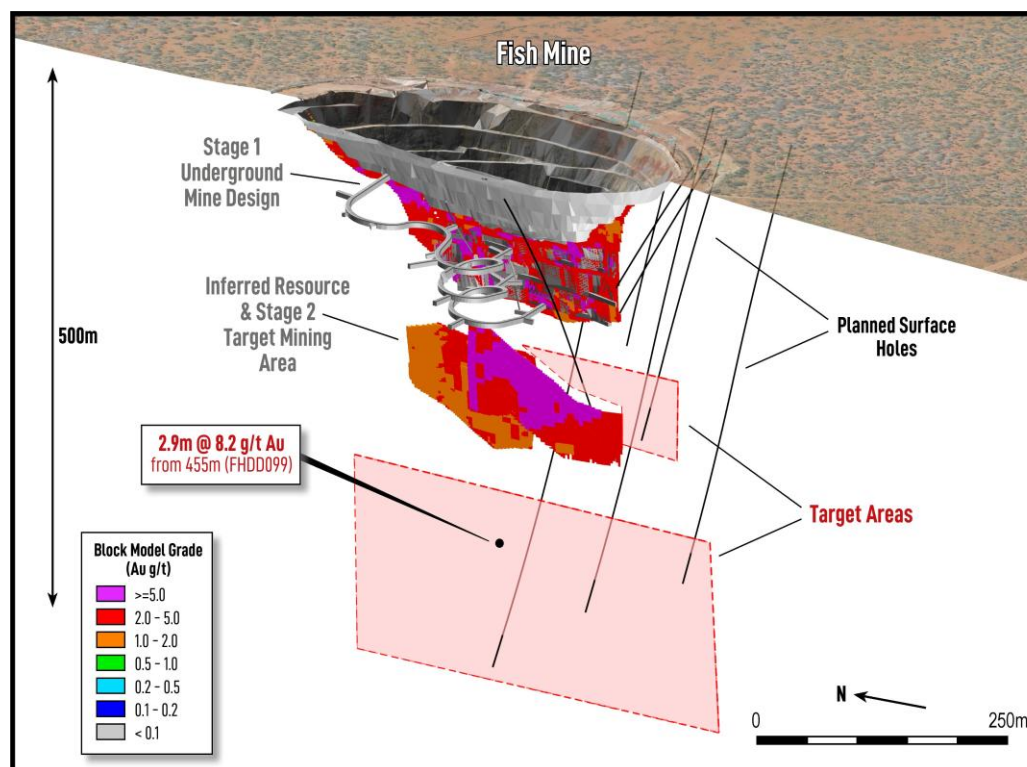 Fish Mine
Stage 1
Underground
Mine Design
Inferred Resource
& Stage 2
Target Mining
Area
500m
Planned Surface
Holes
2.9m @ 8.2 g/t Au
from 455m (FHDD099)
Target Areas
Block Model Grade
(Au g/t)
>=5.0
2.0 - 5.0
1.0 - 2.0
0.5 - 1.0
0.2 - 0.5
0.1 - 0.2
< 0.1
N
0
250m